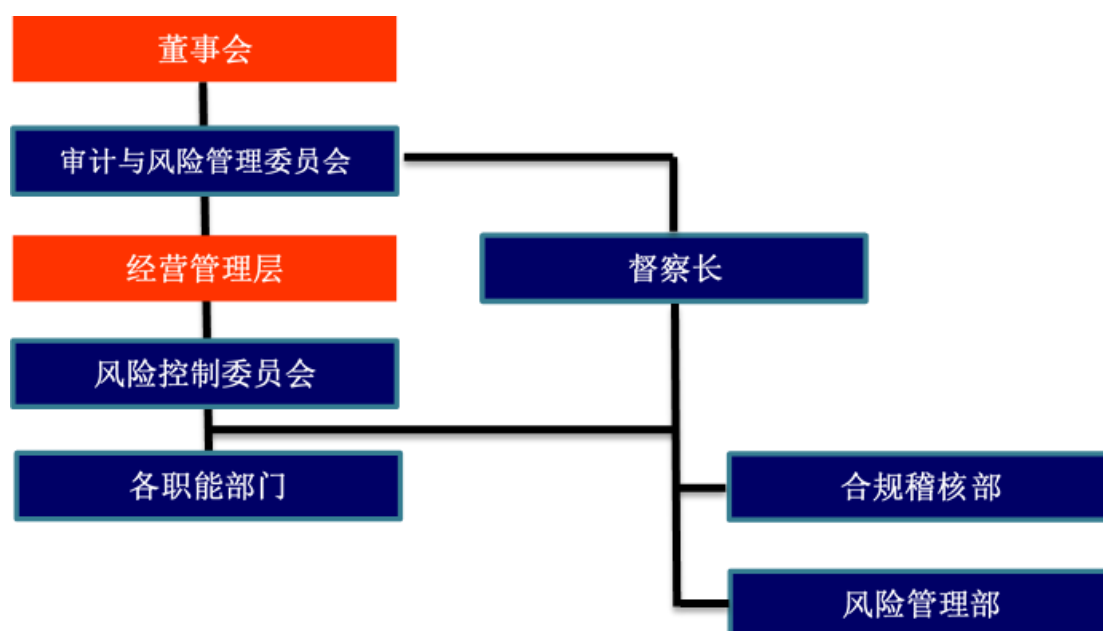 董事会
审计与风险管理委员会
经营管理层
督察长
风险控制委员会
各职能部门
合规稽核部
风险管理部